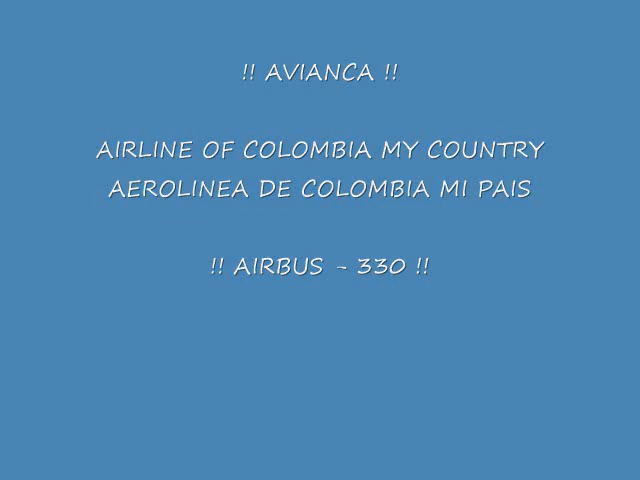 !! AVIANCA !!
AIRLINE OF COLOMBIA MY COUNTRY
AEROLINEA DE COLOMBIA MI PAIS
!! AIRBUS - 330 !!